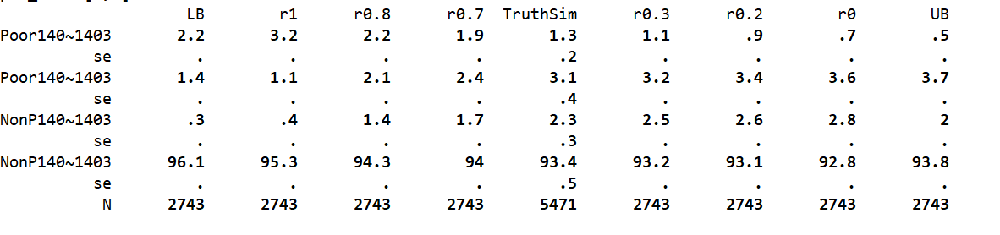 LB r1 r0.8 r0.7 TruthSim r0.3 r0.2 r0 UB
Poor140~1403 2.2 3.2 2.2 1.9 1.3 1.1 .9 .7 .5
se . . . . .2 . . . .
Poor140~1403 1.4 1.1 2.1 2.4 3.1 3.2 3.4 3.6 3.7
se . . . . .4 . . . .
NonP140~1403 .3 .4 1.4 1.7 2.3 2.5 2.6 2.8 2
se . . . . .3 . . . .
NonP140~1403 96.1 95.3 94.3 94 93.4 93.2 93.1 92.8 93.8
se . . . . .5 . . . .
N 2743 2743 2743 2743 5471 2743 2743 2743 2743